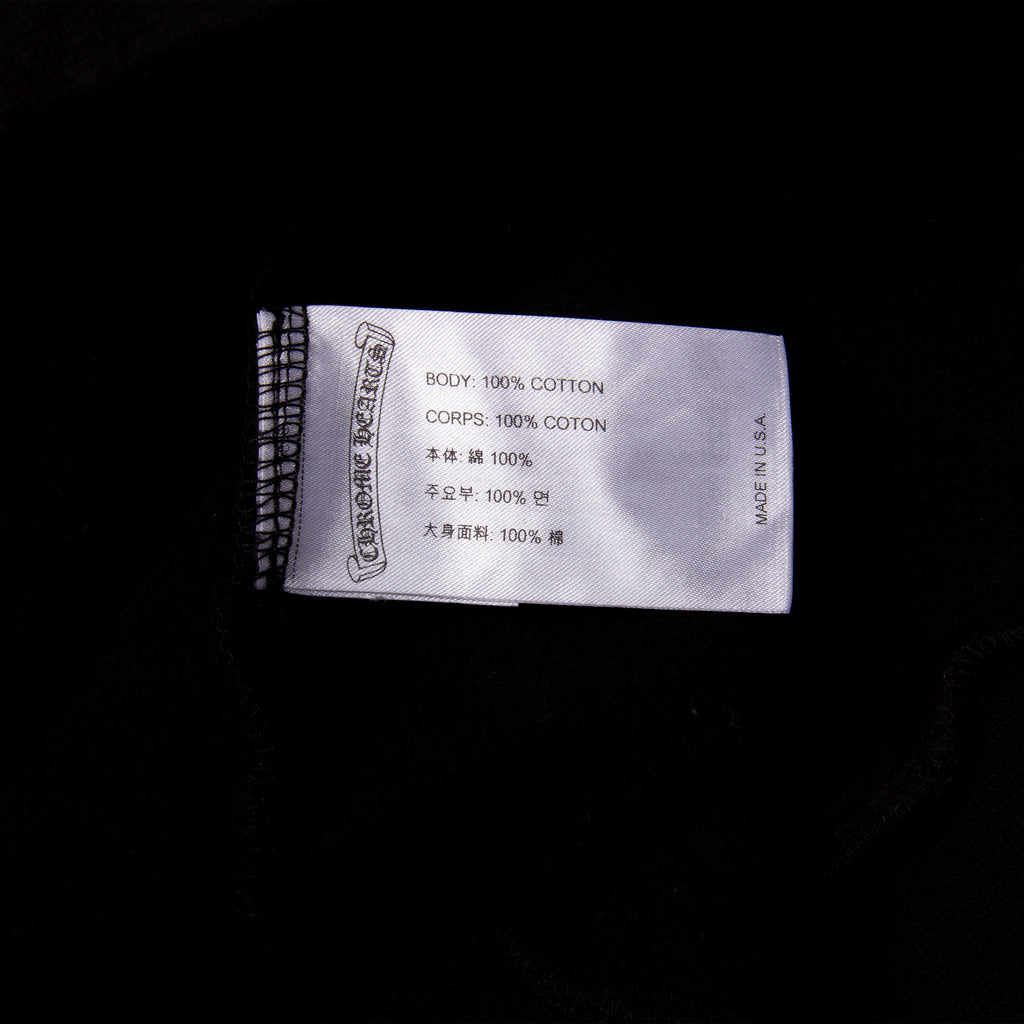 CHROME HEARTS
BODY: 100% COTTON
CORPS: 100% COTON
本体: 綿 100%
주요부: 100% 면
大身面料: 100% 棉
MADE IN U.S.A.